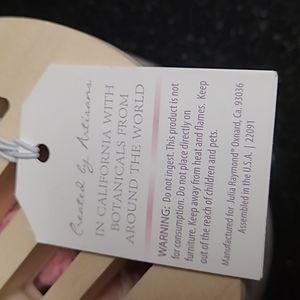 Created by Artisans
IN CALIFORNIA WITH
BOTANICALS FROM
AROUND THE WORLD
WARNING: Do not ingest. This product is not
for consumption. Do not place directly on
furniture. Keep away from heat and flames. Keep
out of the reach of children and pets.
Manufactured for Julia Raymond® Oxnard, Ca. 93036
Assembled in the U.S.A. | 22091